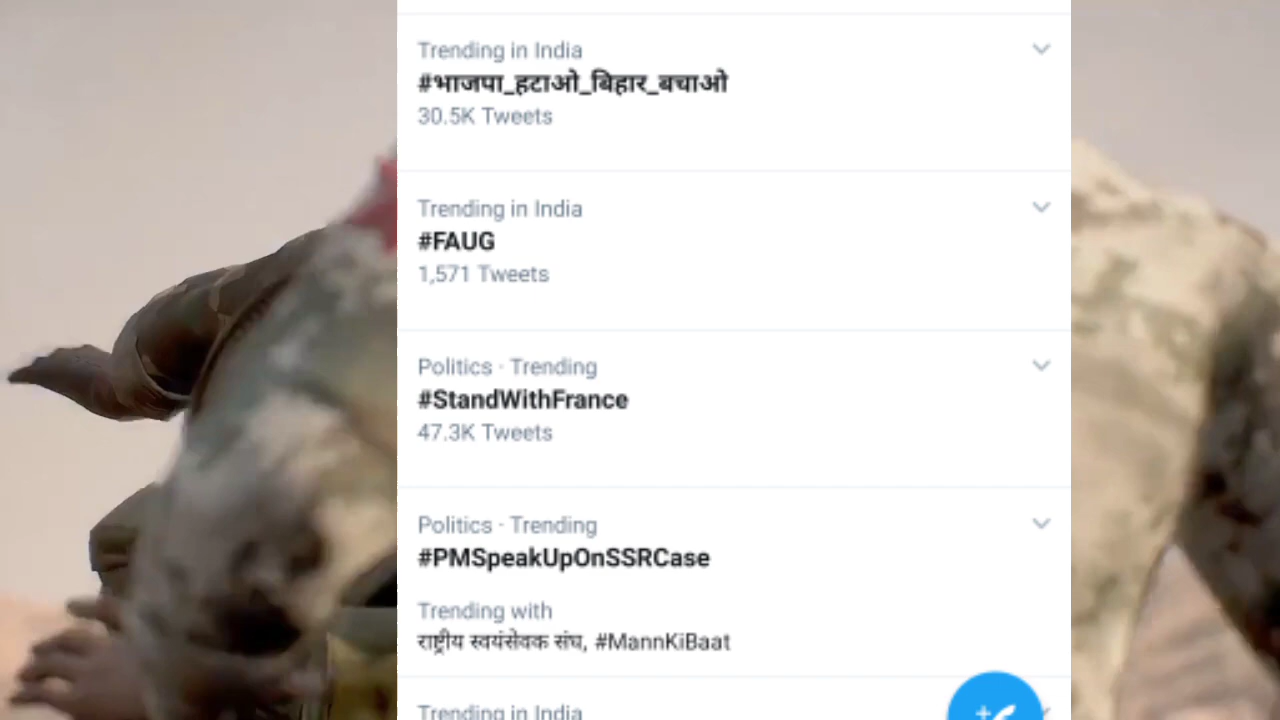 Trending in India
#भाजपा_हटाओ_बिहार_बचाओ
30.5K Tweets
Trending in India
#FAUG
1,571 Tweets
Politics · Trending
#StandWithFrance
47.3K Tweets
Politics · Trending
#PMSpeakUpOnSSRCase
Trending with
राष्ट्रीय स्वयंसेवक संघ, #MannKiBaat
Trending in India